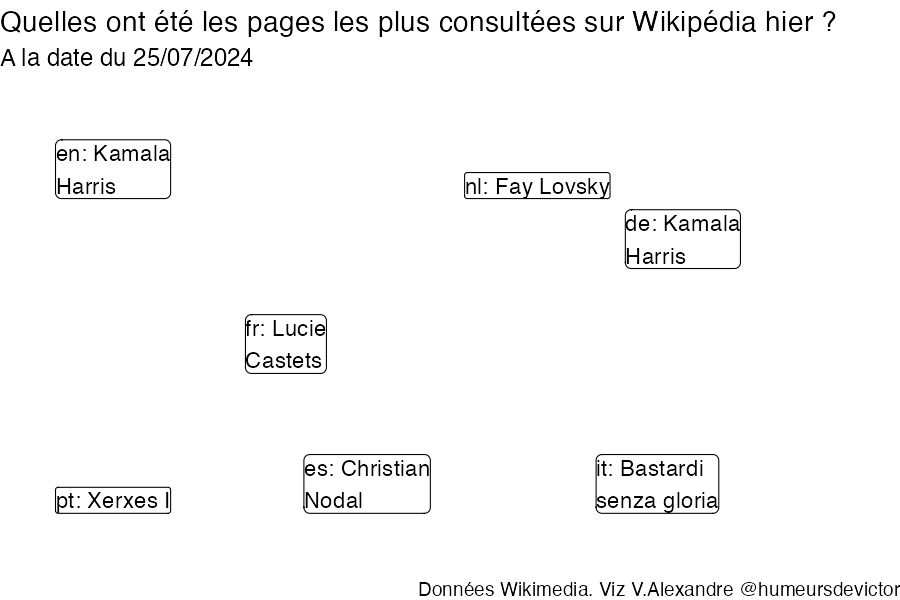 Quelles ont été les pages les plus consultées sur Wikipédia hier ?
A la date du 25/07/2024
en: Kamala
Harris
nl: Fay Lovsky
de: Kamala
Harris
fr: Lucie
Castets
es: Christian
Nodal
it: Bastardi
senza gloria
pt: Xerxes I
Données Wikimedia. Viz V.Alexandre @humeursdevictor